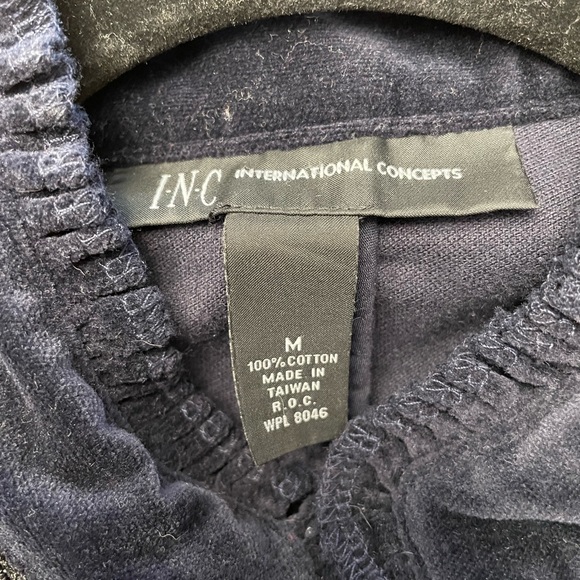 I·N·C INTERNATIONAL CONCEPTS
M
100% COTTON
MADE IN
TAIWAN
R.O.C.
WPL 8046